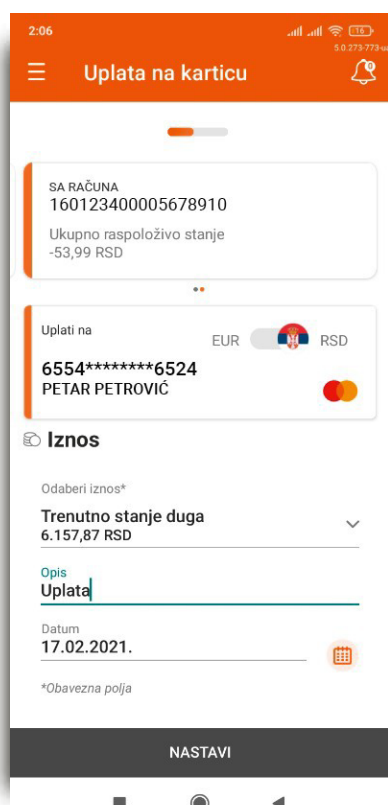 2:06
16
5.0.273-773-ua
Uplata na karticu
0
SA RAČUNA
160123400005678910
Ukupno raspoloživo stanje
-53,99 RSD
Uplati na
EUR RSD
6554********6524
PETAR PETROVIĆ
Iznos
Odaberi iznos*
Trenutno stanje duga
6.157,87 RSD
Opis
Uplata
Datum
17.02.2021.
*Obavezna polja
NASTAVI